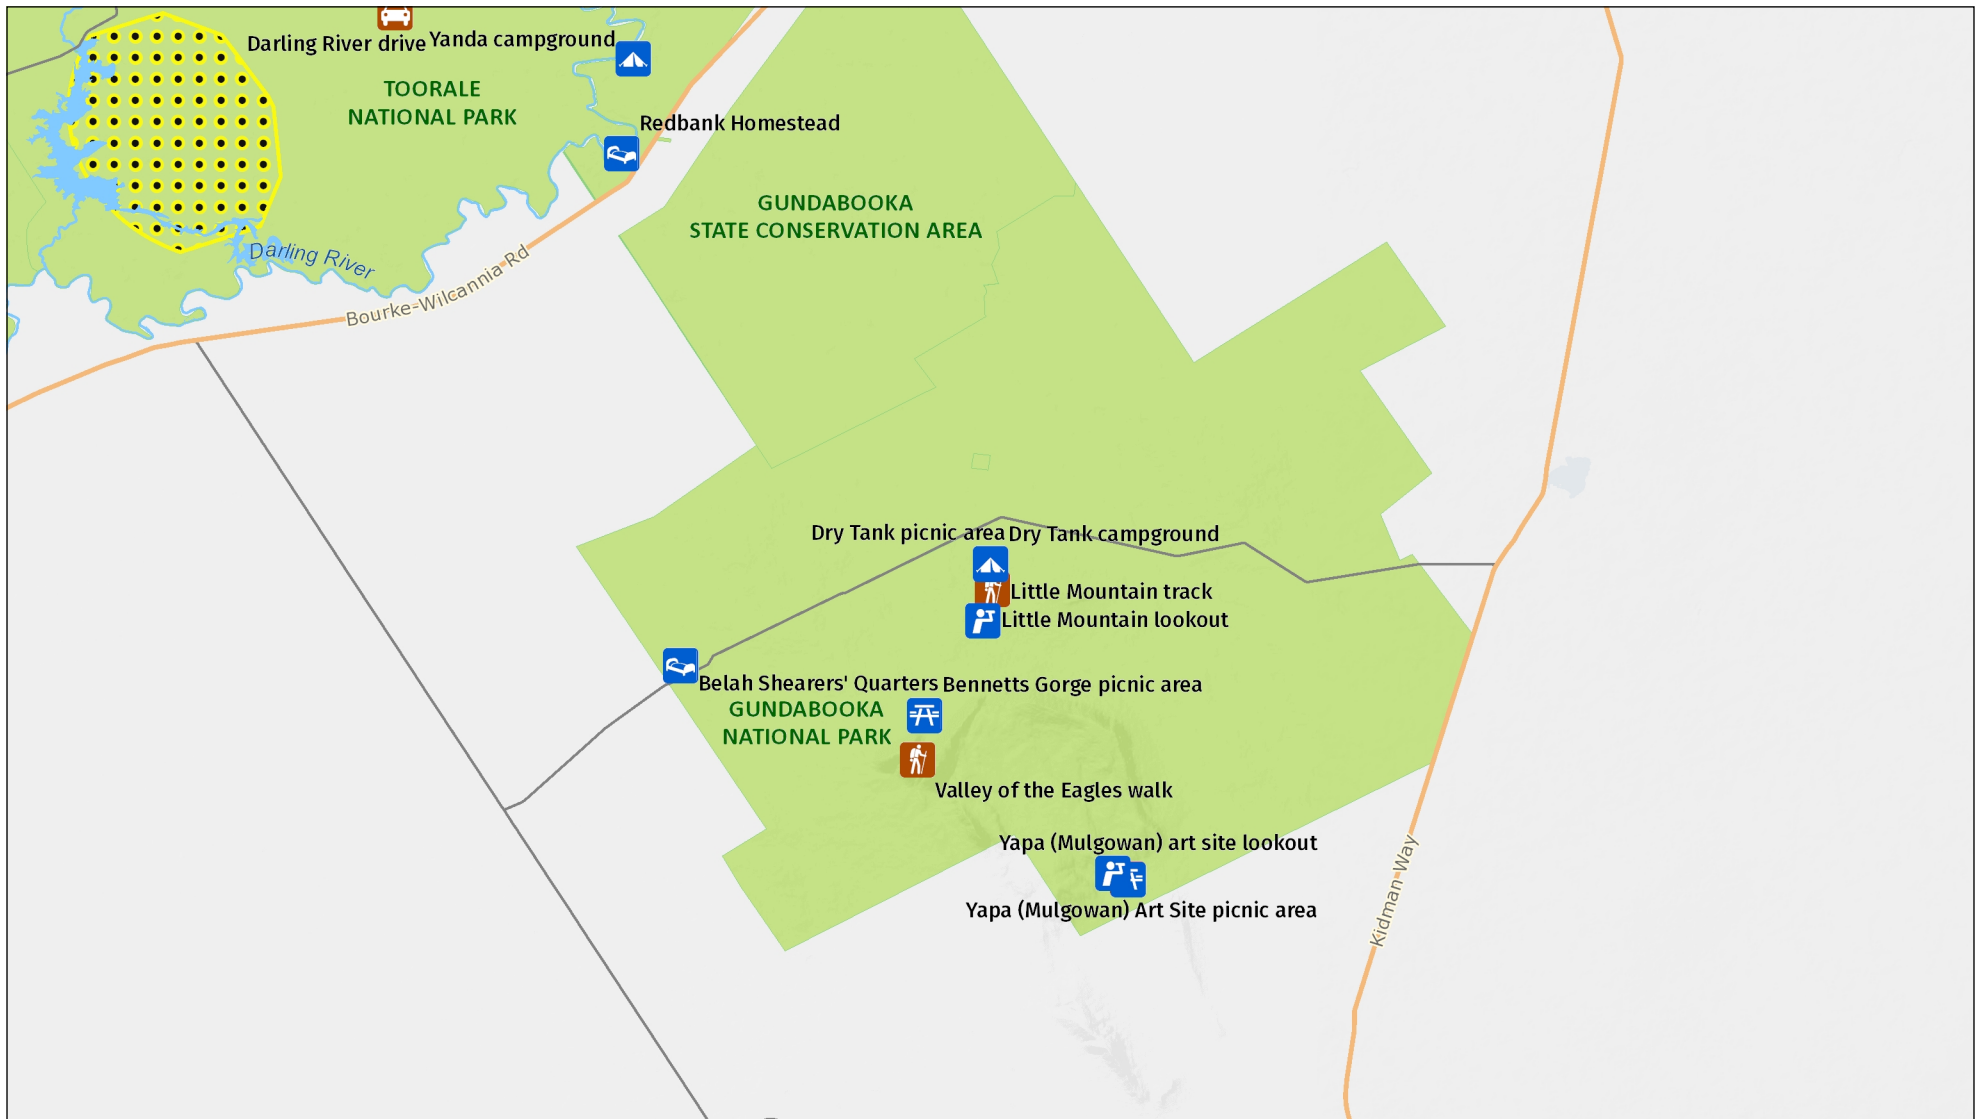 Darling River drive
Yanda campground
TOORALE
NATIONAL PARK
Redbank Homestead
GUNDABOOKA
STATE CONSERVATION AREA
Darling River
Bourke-Wilcannia Rd
Dry Tank picnic area
Dry Tank campground
Little Mountain track
Little Mountain lookout
Belah Shearers' Quarters
Bennetts Gorge picnic area
GUNDABOOKA
NATIONAL PARK
Valley of the Eagles walk
Yapa (Mulgowan) art site lookout
Yapa (Mulgowan) Art Site picnic area
Kidman Way